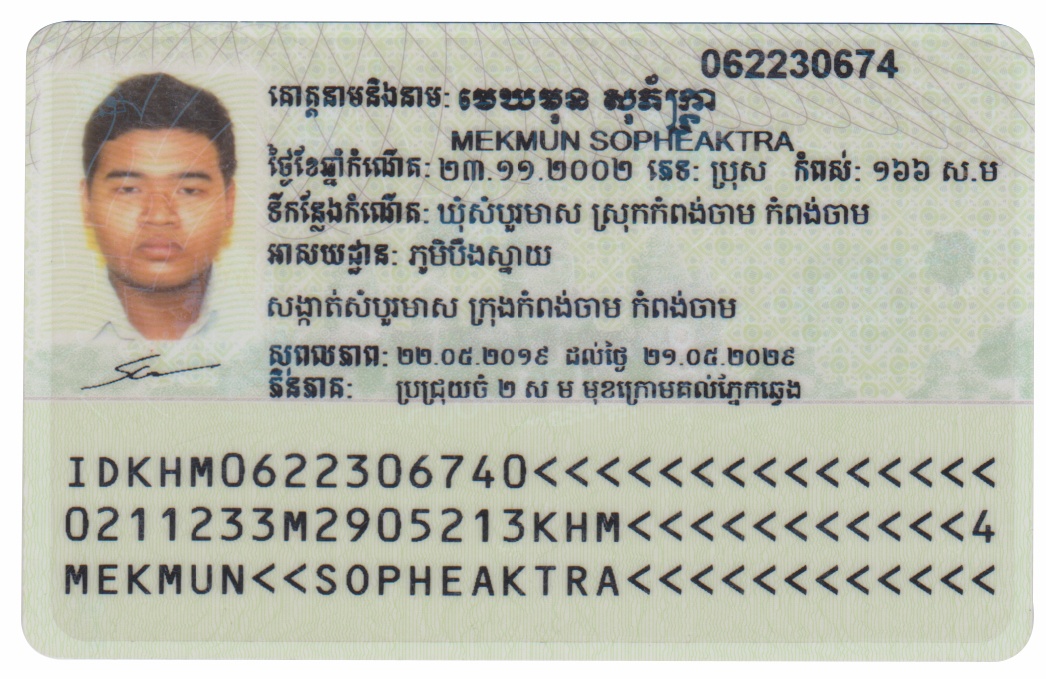 062230674
គោត្តនាមនិងនាម: មេឃមុន សុភ័ក្ត្រា
MEKMUN SOPHEAKTRA
ថ្ងៃខែឆ្នាំកំណើត: ២៣.១១.២០០២ ភេទ: ប្រុស កំពស់: ១៦៦ ស.ម
ទីកន្លែងកំណើត: ឃុំសំបួរមាស ស្រុកកំពង់ចាម កំពង់ចាម
អាសយដ្ឋាន: ភូមិបឹងស្នាយ
សង្កាត់សំបួរមាស ក្រុងកំពង់ចាម កំពង់ចាម
សុពលភាព: ២២.០៥.២០១៩ ដល់ថ្ងៃ ២១.០៥.២០២៩
ភិនភាគ: ប្រជ្រុយចំ ២ ស ម មុខក្រោមគល់ភ្នែកឆ្វេង
IDKHM0622306740<<<<<<<<<<<<<<<
0211233M2905213KHM<<<<<<<<<<<4
MEKMUN<<SOPHEAKTRA<<<<<<<<<<<<